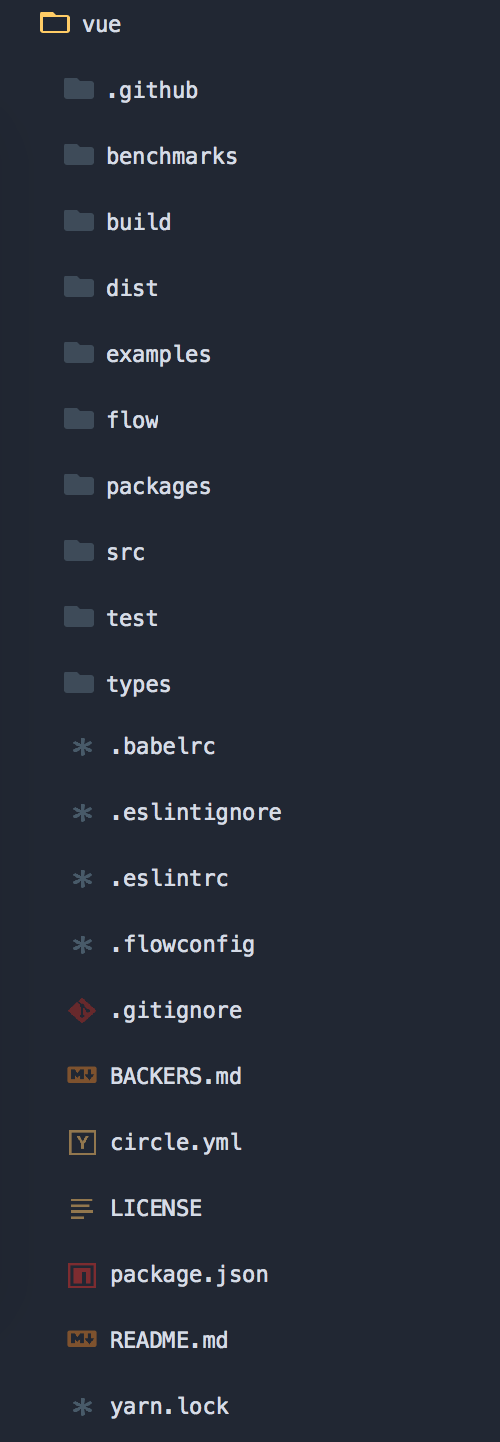 vue
.github
benchmarks
build
dist
examples
flow
packages
src
test
types
.babelrc
.eslintignore
.eslintrc
.flowconfig
.gitignore
M↓ BACKERS.md
Y circle.yml
LICENSE
n package.json
M↓ README.md
yarn.lock